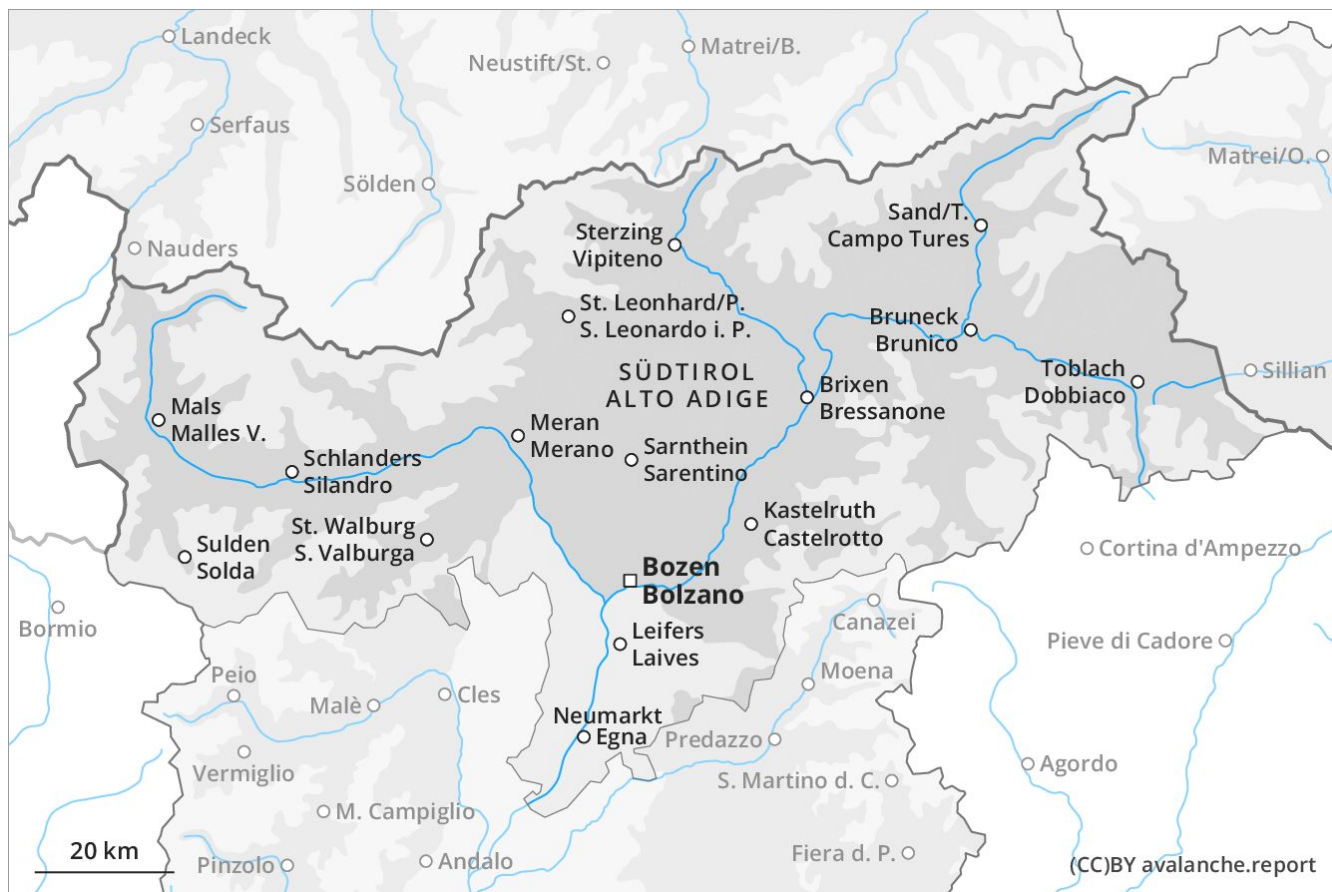 Landeck
Matrei/B.
Neustift/St.
Serfaus
Matrei/O.
Sölden
Sand/T.
Campo Tures
Sterzing
Vipiteno
Nauders
St. Leonhard/P.
S. Leonardo i. P.
Bruneck
Brunico
SÜDTIROL
ALTO ADIGE
Toblach
Dobbiaco
Sillian
Brixen
Bressanone
Mals
Malles V.
Meran
Merano
Sarnthein
Sarentino
Schlanders
Silandro
Kastelruth
Castelrotto
St. Walburg
S. Valburga
Sulden
Solda
Cortina d'Ampezzo
Bozen
Bolzano
Bormio
Canazei
Leifers
Laives
Pieve di Cadore
Peio
Moena
Malè
Cles
Neumarkt
Egna
Predazzo
Vermiglio
Agordo
S. Martino d. C.
M. Campiglio
20 km
Pinzolo
Andalo
Fiera d. P.
(CC)BY avalanche.report